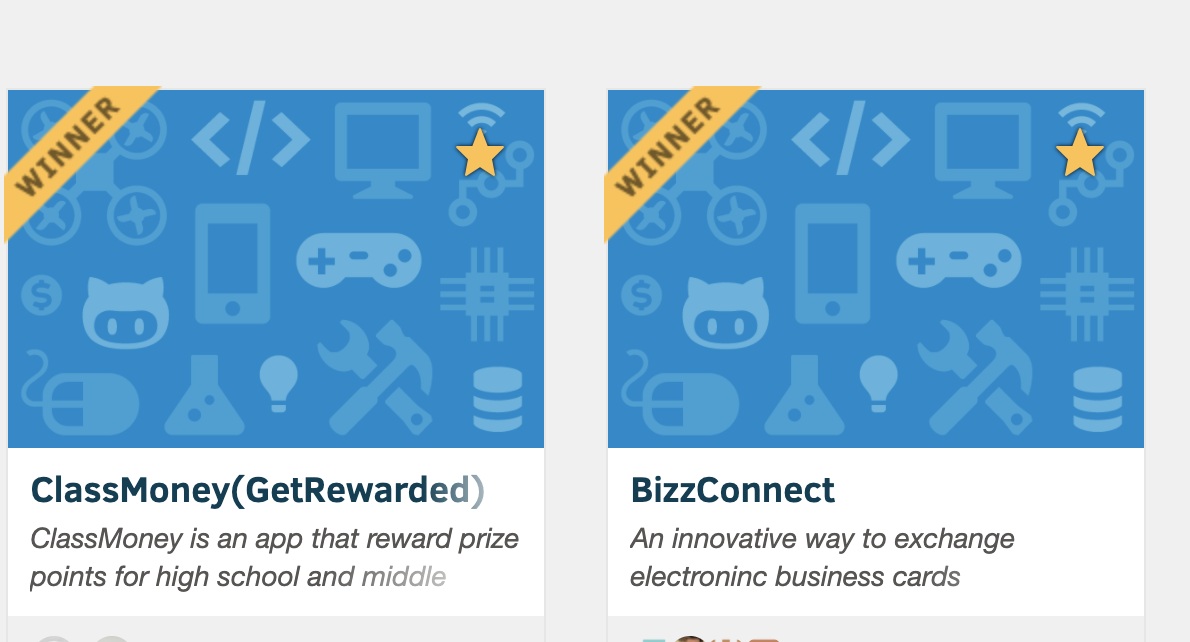 WINNER
ClassMoney(GetRewarded)
ClassMoney is an app that reward prize
points for high school and middle
WINNER
BizzConnect
An innovative way to exchange
electroninc business cards